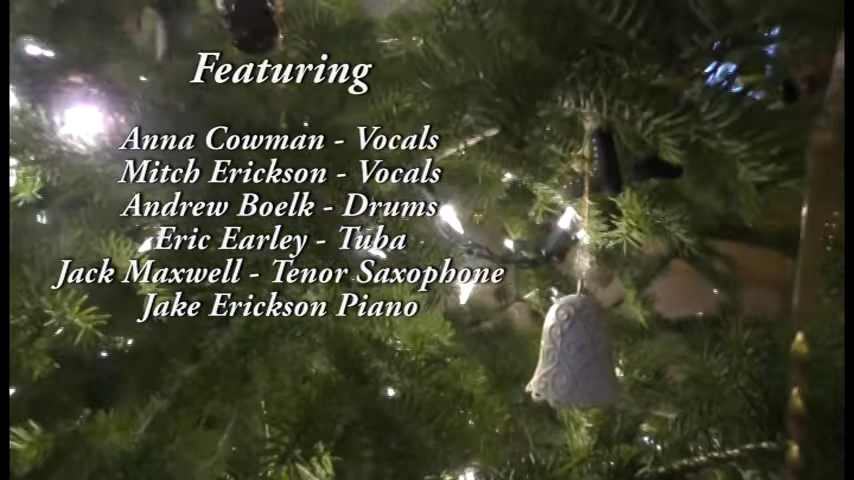 Featuring
Anna Cowman - Vocals
Mitch Erickson - Vocals
Andrew Boelk - Drums
Eric Earley - Tuba
Jack Maxwell - Tenor Saxophone
Jake Erickson Piano